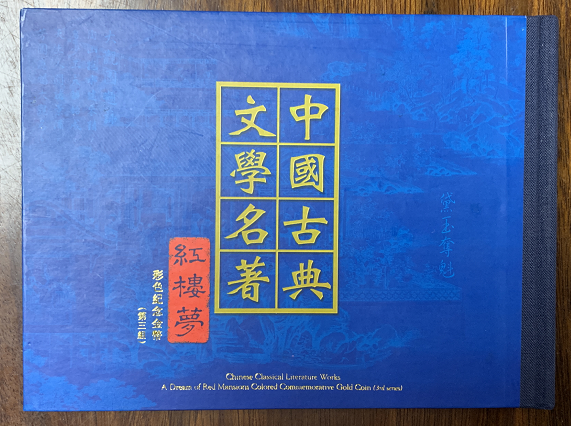 中國古典
文學名著
紅樓夢
彩色紀念金幣
(第三組)
黛玉奪魁
Chinese Classical Literature Works
A Dream of Red Mansions Colored Commemorative Gold Coin (3rd series)